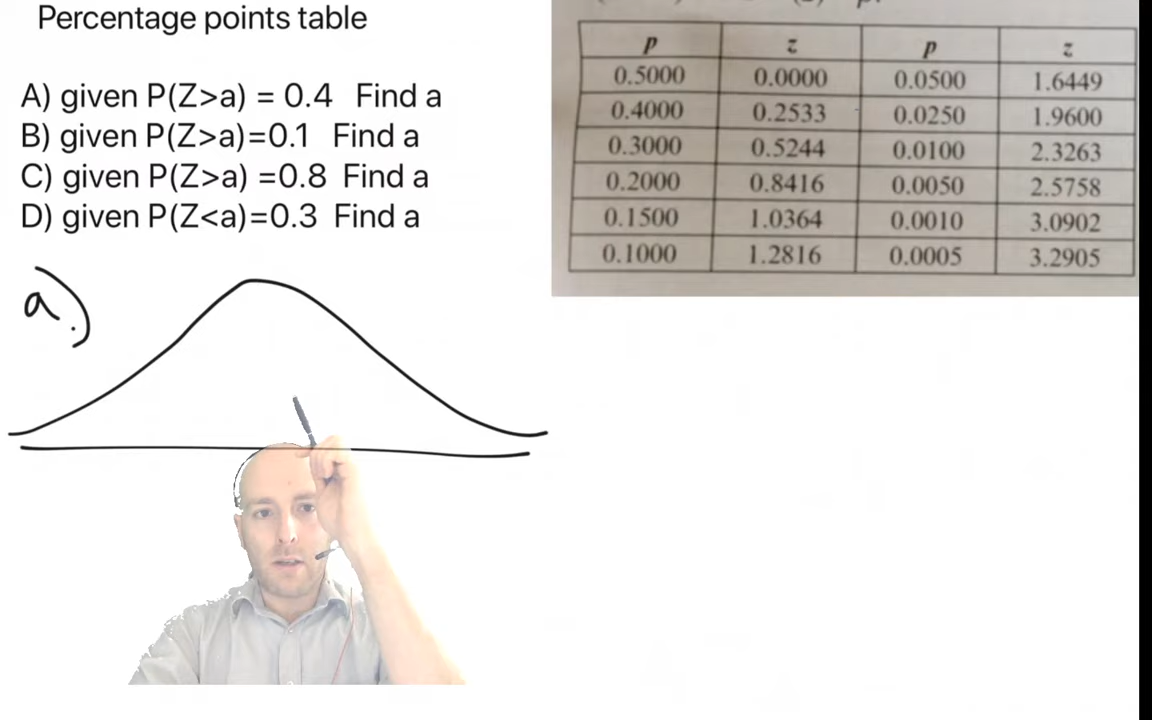 Percentage points table
A) given P(Z>a) = 0.4 Find a
B) given P(Z>a)=0.1 Find a
C) given P(Z>a) =0.8 Find a
D) given P(Z<a)=0.3 Find a
a.)
p z p z
0.5000 0.0000 0.0500 1.6449
0.4000 0.2533 0.0250 1.9600
0.3000 0.5244 0.0100 2.3263
0.2000 0.8416 0.0050 2.5758
0.1500 1.0364 0.0010 3.0902
0.1000 1.2816 0.0005 3.2905